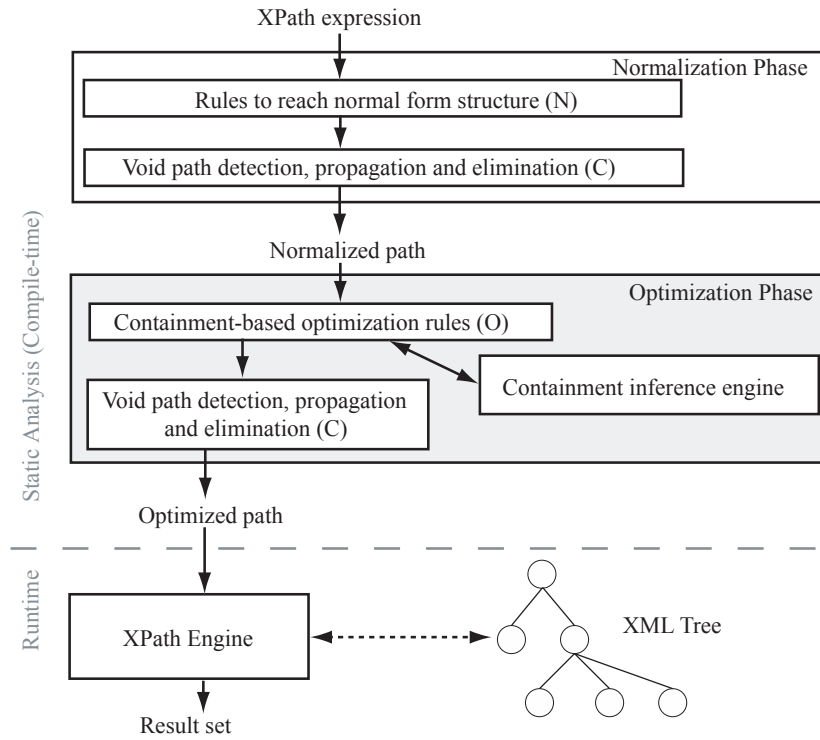 XPath expression
Normalization Phase
Rules to reach normal form structure (N)
Void path detection, propagation and elimination (C)
Normalized path
Optimization Phase
Containment-based optimization rules (O)
Containment inference engine
Void path detection, propagation
and elimination (C)
Static Analysis (Compile-time)
Optimized path
Runtime
XPath Engine
XML Tree
Result set